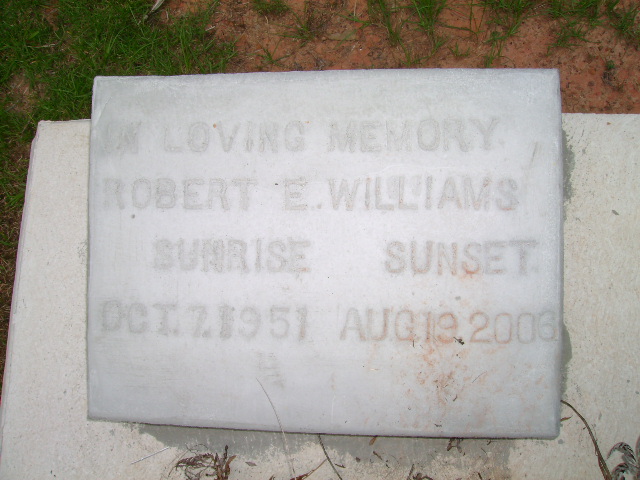 IN LOVING MEMORY.
ROBERT E. WILLIAMS
SUNRISE SUNSET.
OCT. 7. 1951 AUG 19. 2006